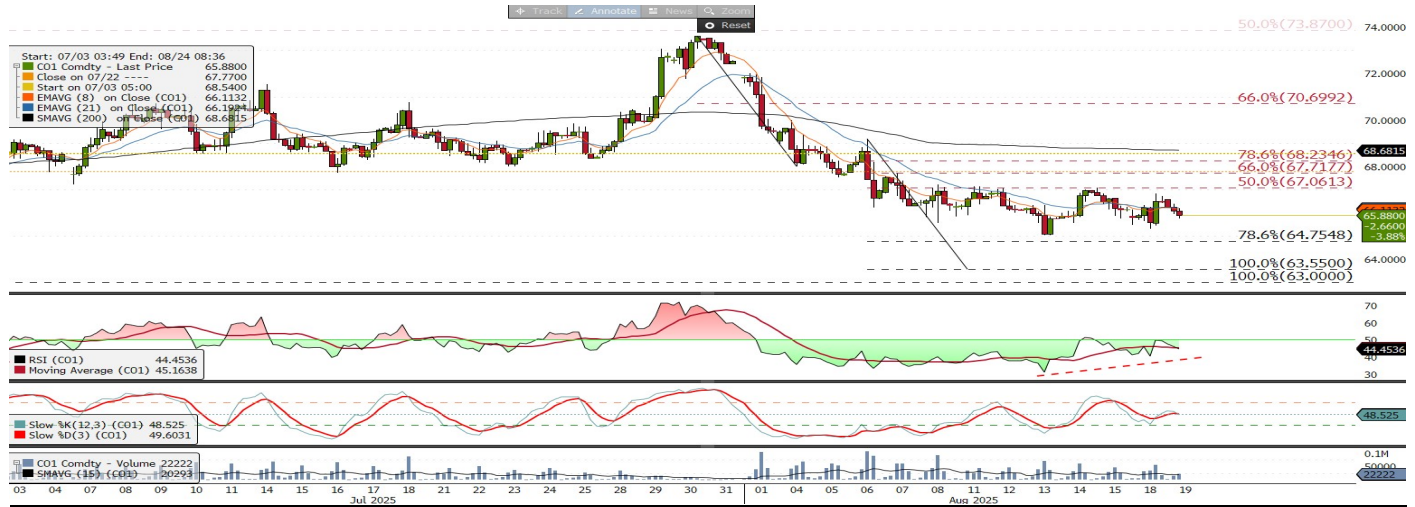 Track Annotate News Zoom
Reset
50.0%(73.8700)
74.0000
Start: 07/03 03:49 End: 08/24 08:36
CO1 Comdty - Last Price 65.8800
Close on 07/22 ---- 67.7700
Start on 07/03 05:00 68.5400
EMAVG (8) on Close (CO1) 66.1132
EMAVG (21) on Close (CO1) 66.1924
SMAVG (200) on Close (CO1) 68.6815
72.0000
66.0%(70.6992)
70.0000
68.6815
78.6%(68.2346)
66.0%(67.7177)
68.0000
50.0%(67.0613)
66.1132
65.8800
-2.6600
-3.88%
78.6%(64.7548)
64.0000
100.0%(63.5500)
100.0%(63.0000)
70
60
50
44.4536
40
30
RSI (CO1) 44.4536
Moving Average (CO1) 45.1638
Slow %K(12,3) (CO1) 48.525
Slow %D(3) (CO1) 49.6031
48.525
CO1 Comdty - Volume 22222
SMAVG (15) (CO1) 20293
0.1M
50000
22222
03 04 07 08 09 10 11 14 15 16 17 18 21 22 23 24 25 28 29 30 31 01 04 05 06 07 08 11 12 13 14 15 18 19
Jul 2025 Aug 2025